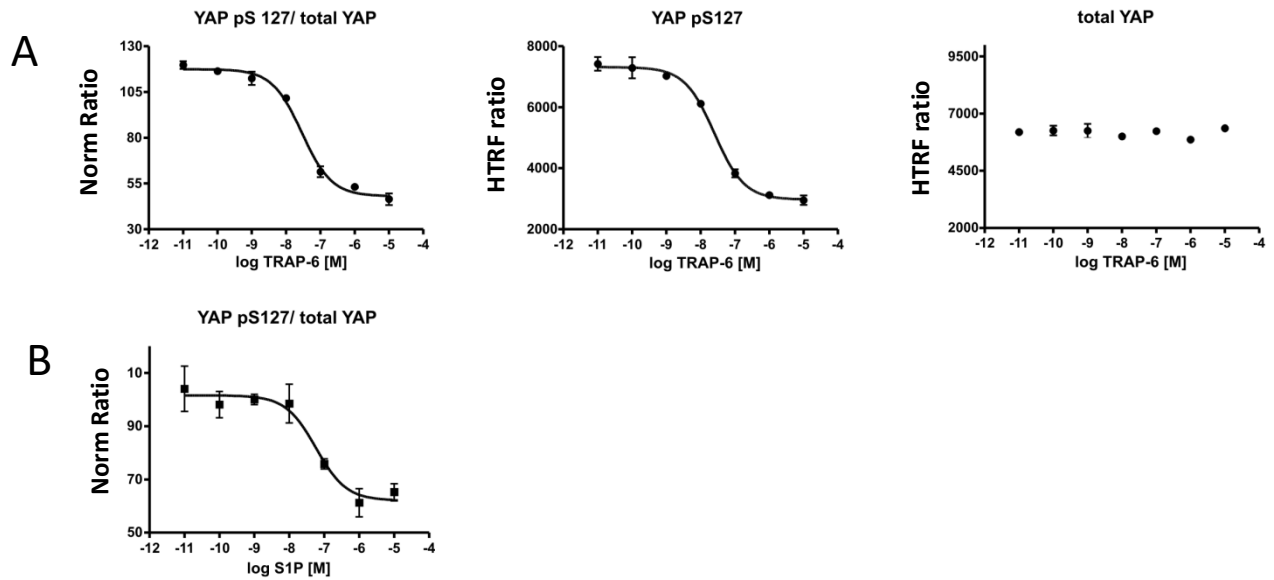 A
YAP pS 127/ total YAP
Norm Ratio
130
105
80
55
30
-12 -11 -10 -9 -8 -7 -6 -5 -4
log TRAP-6 [M]
YAP pS127
HTRF ratio
8000
6000
4000
2000
-12 -11 -10 -9 -8 -7 -6 -5 -4
log TRAP-6 [M]
total YAP
HTRF ratio
9500
7000
4500
2000
-12 -11 -10 -9 -8 -7 -6 -5 -4
log TRAP-6 [M]
B
YAP pS127/ total YAP
Norm Ratio
10
90
70
50
-12 -11 -10 -9 -8 -7 -6 -5 -4
log S1P [M]